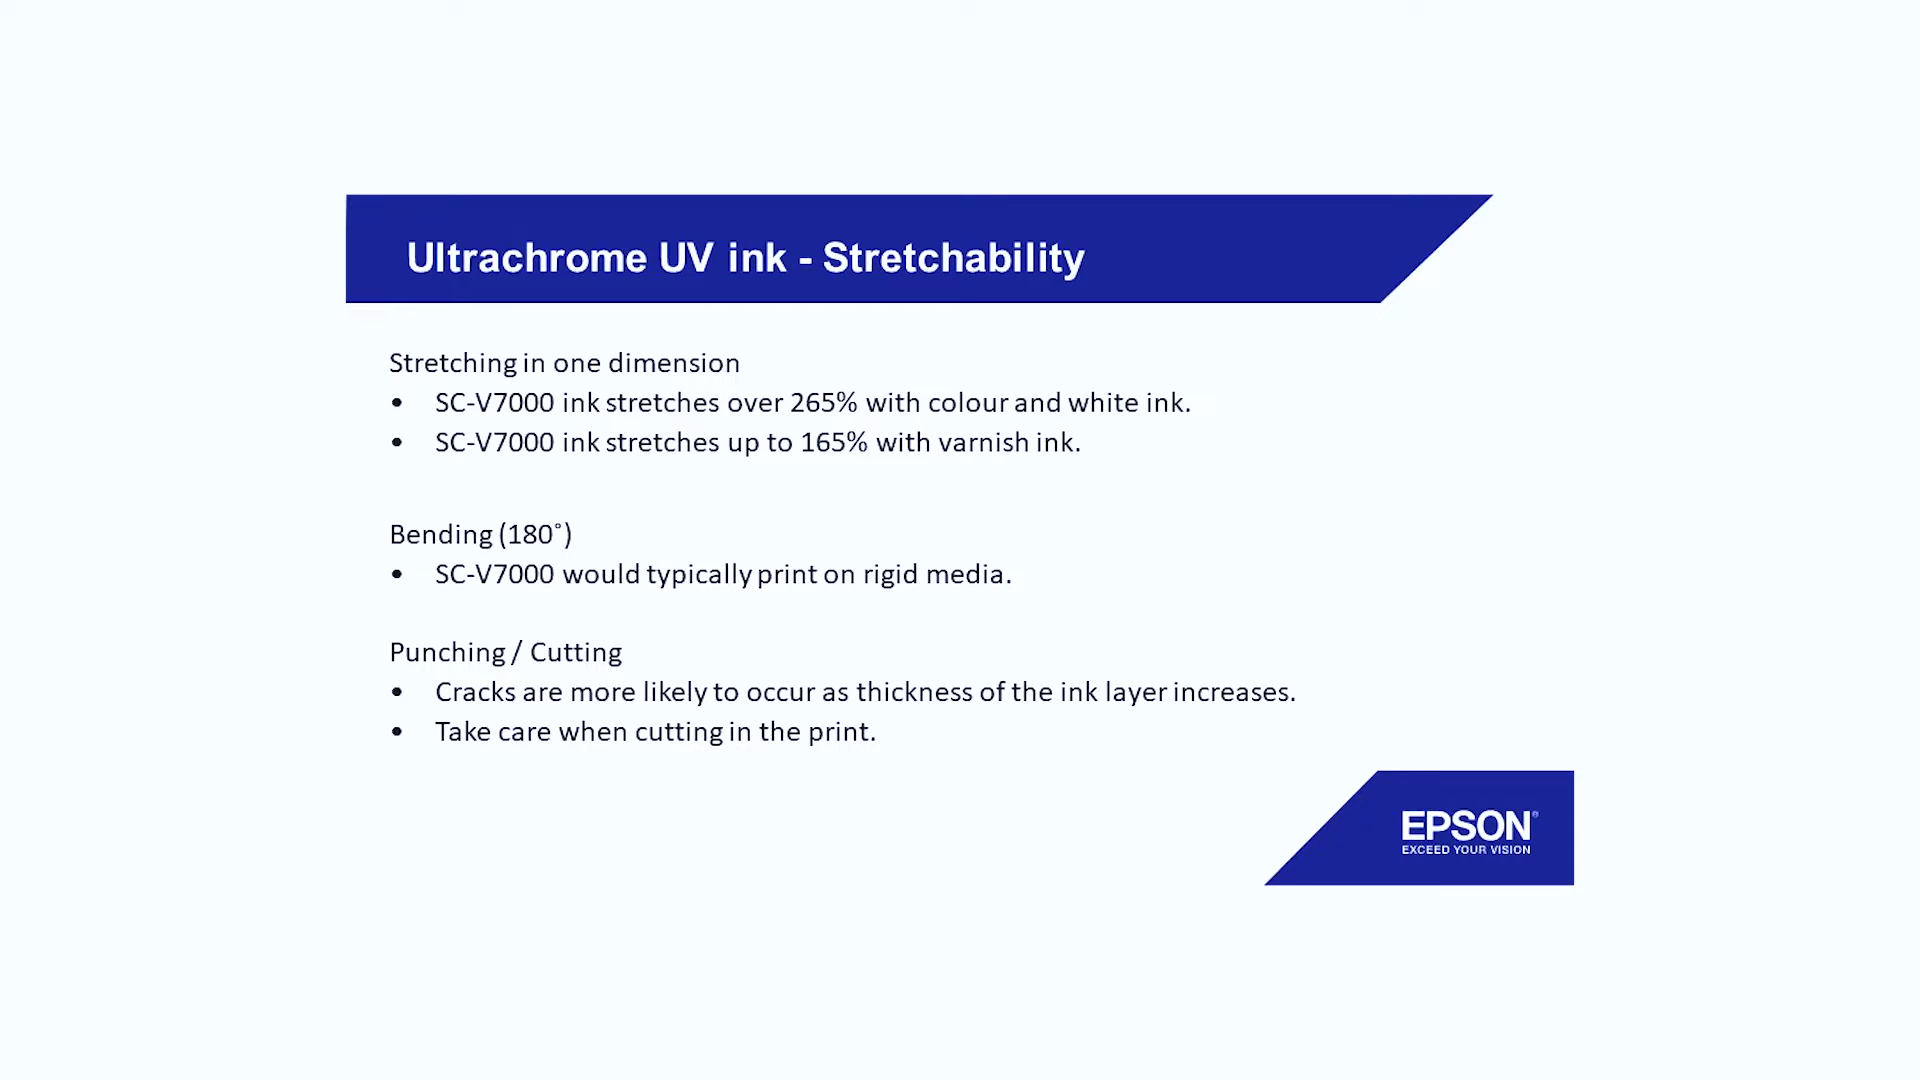 Ultrachrome UV ink - Stretchability
Stretching in one dimension
• SC-V7000 ink stretches over 265% with colour and white ink.
• SC-V7000 ink stretches up to 165% with varnish ink.
Bending (180˚)
• SC-V7000 would typically print on rigid media.
Punching / Cutting
• Cracks are more likely to occur as thickness of the ink layer increases.
• Take care when cutting in the print.
EPSON®
EXCEED YOUR VISION